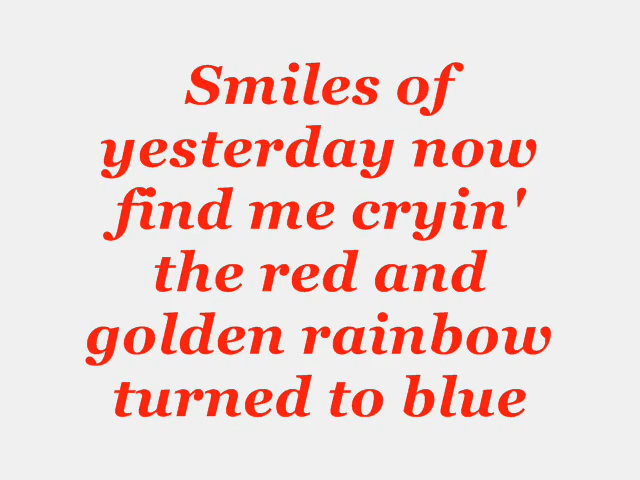 Smiles of
yesterday now
find me cryin'
the red and
golden rainbow
turned to blue